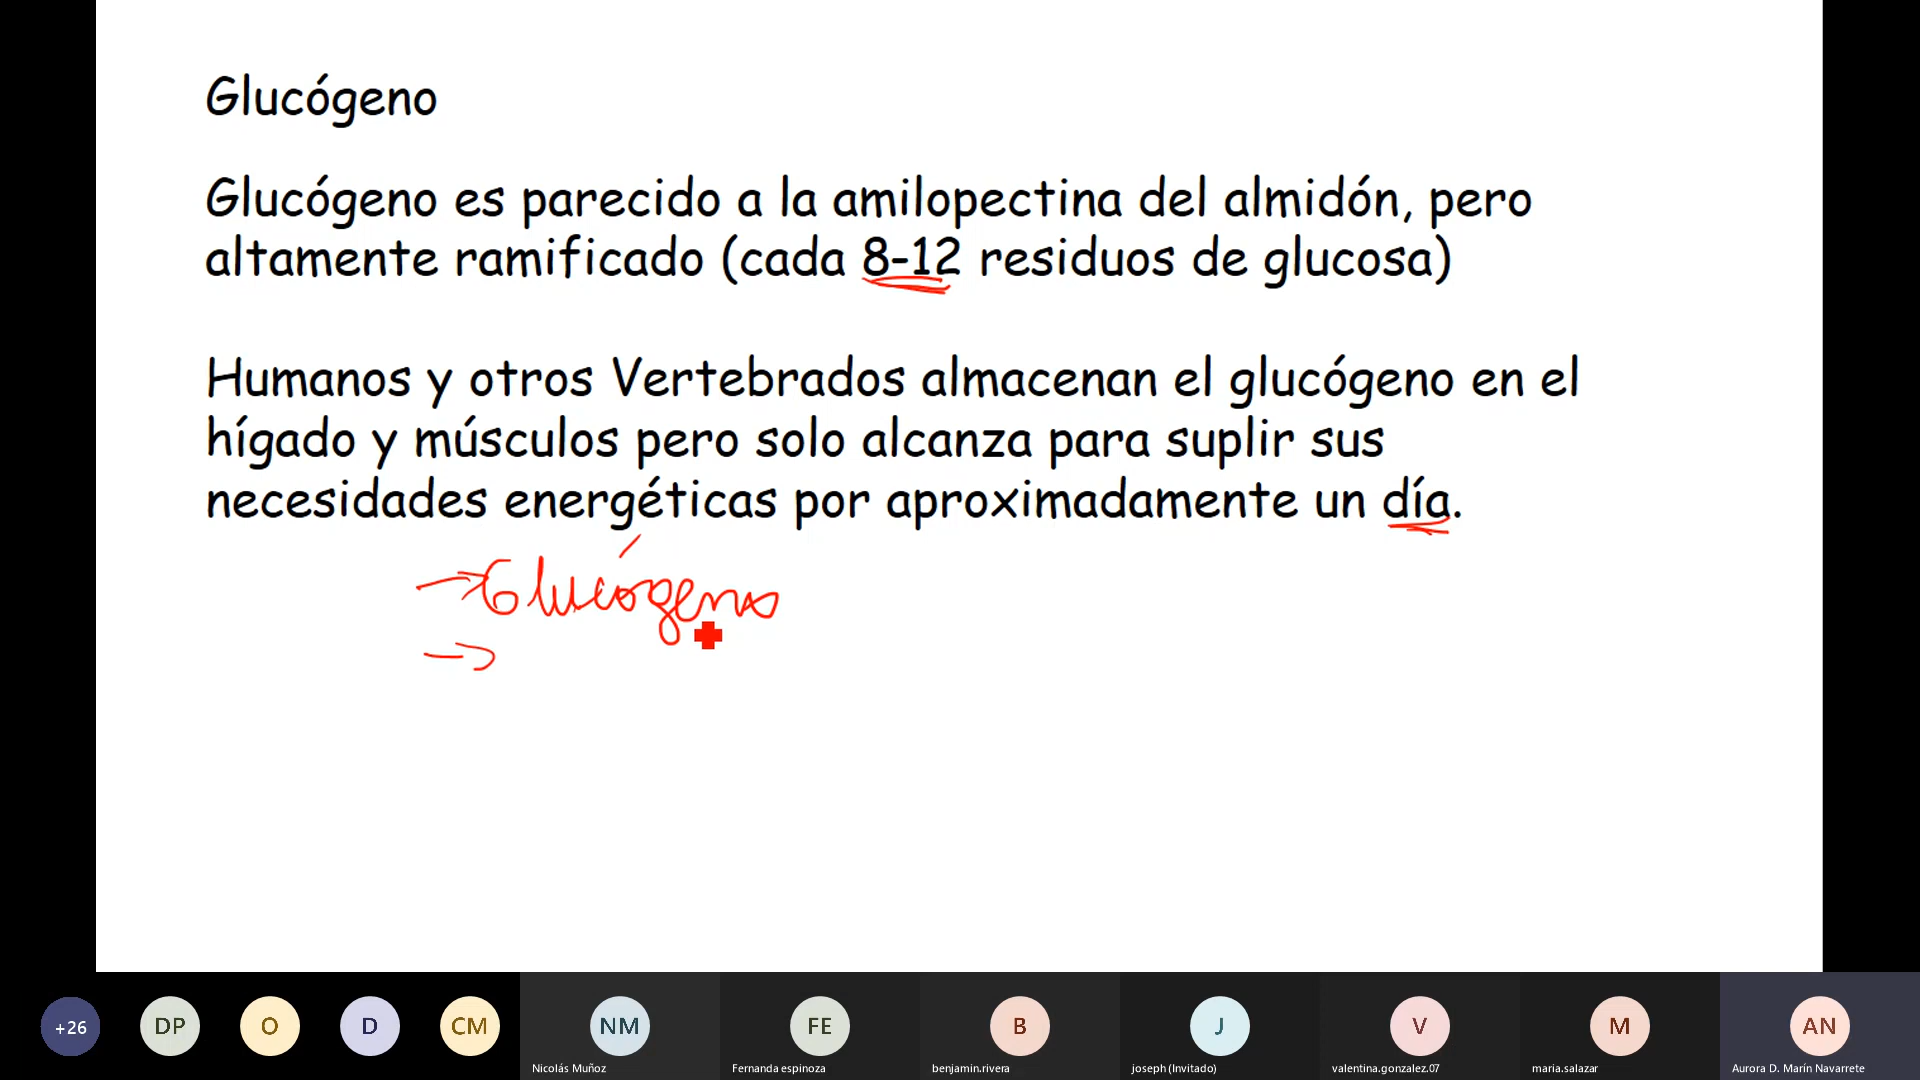 Glucógeno
Glucógeno es parecido a la amilopectina del almidón, pero
altamente ramificado (cada 8-12 residuos de glucosa)
Humanos y otros Vertebrados almacenan el glucógeno en el
hígado y músculos pero solo alcanza para suplir sus
necesidades energéticas por aproximadamente un día.
→Glucógeno
→
+26 DP O D CM NM FE B J V M AN
Nicolás Muñoz Fernanda espinoza benjamin.rivera joseph (Invitado) valentina.gonzalez.07 maria.salazar Aurora D. Marín Navarrete